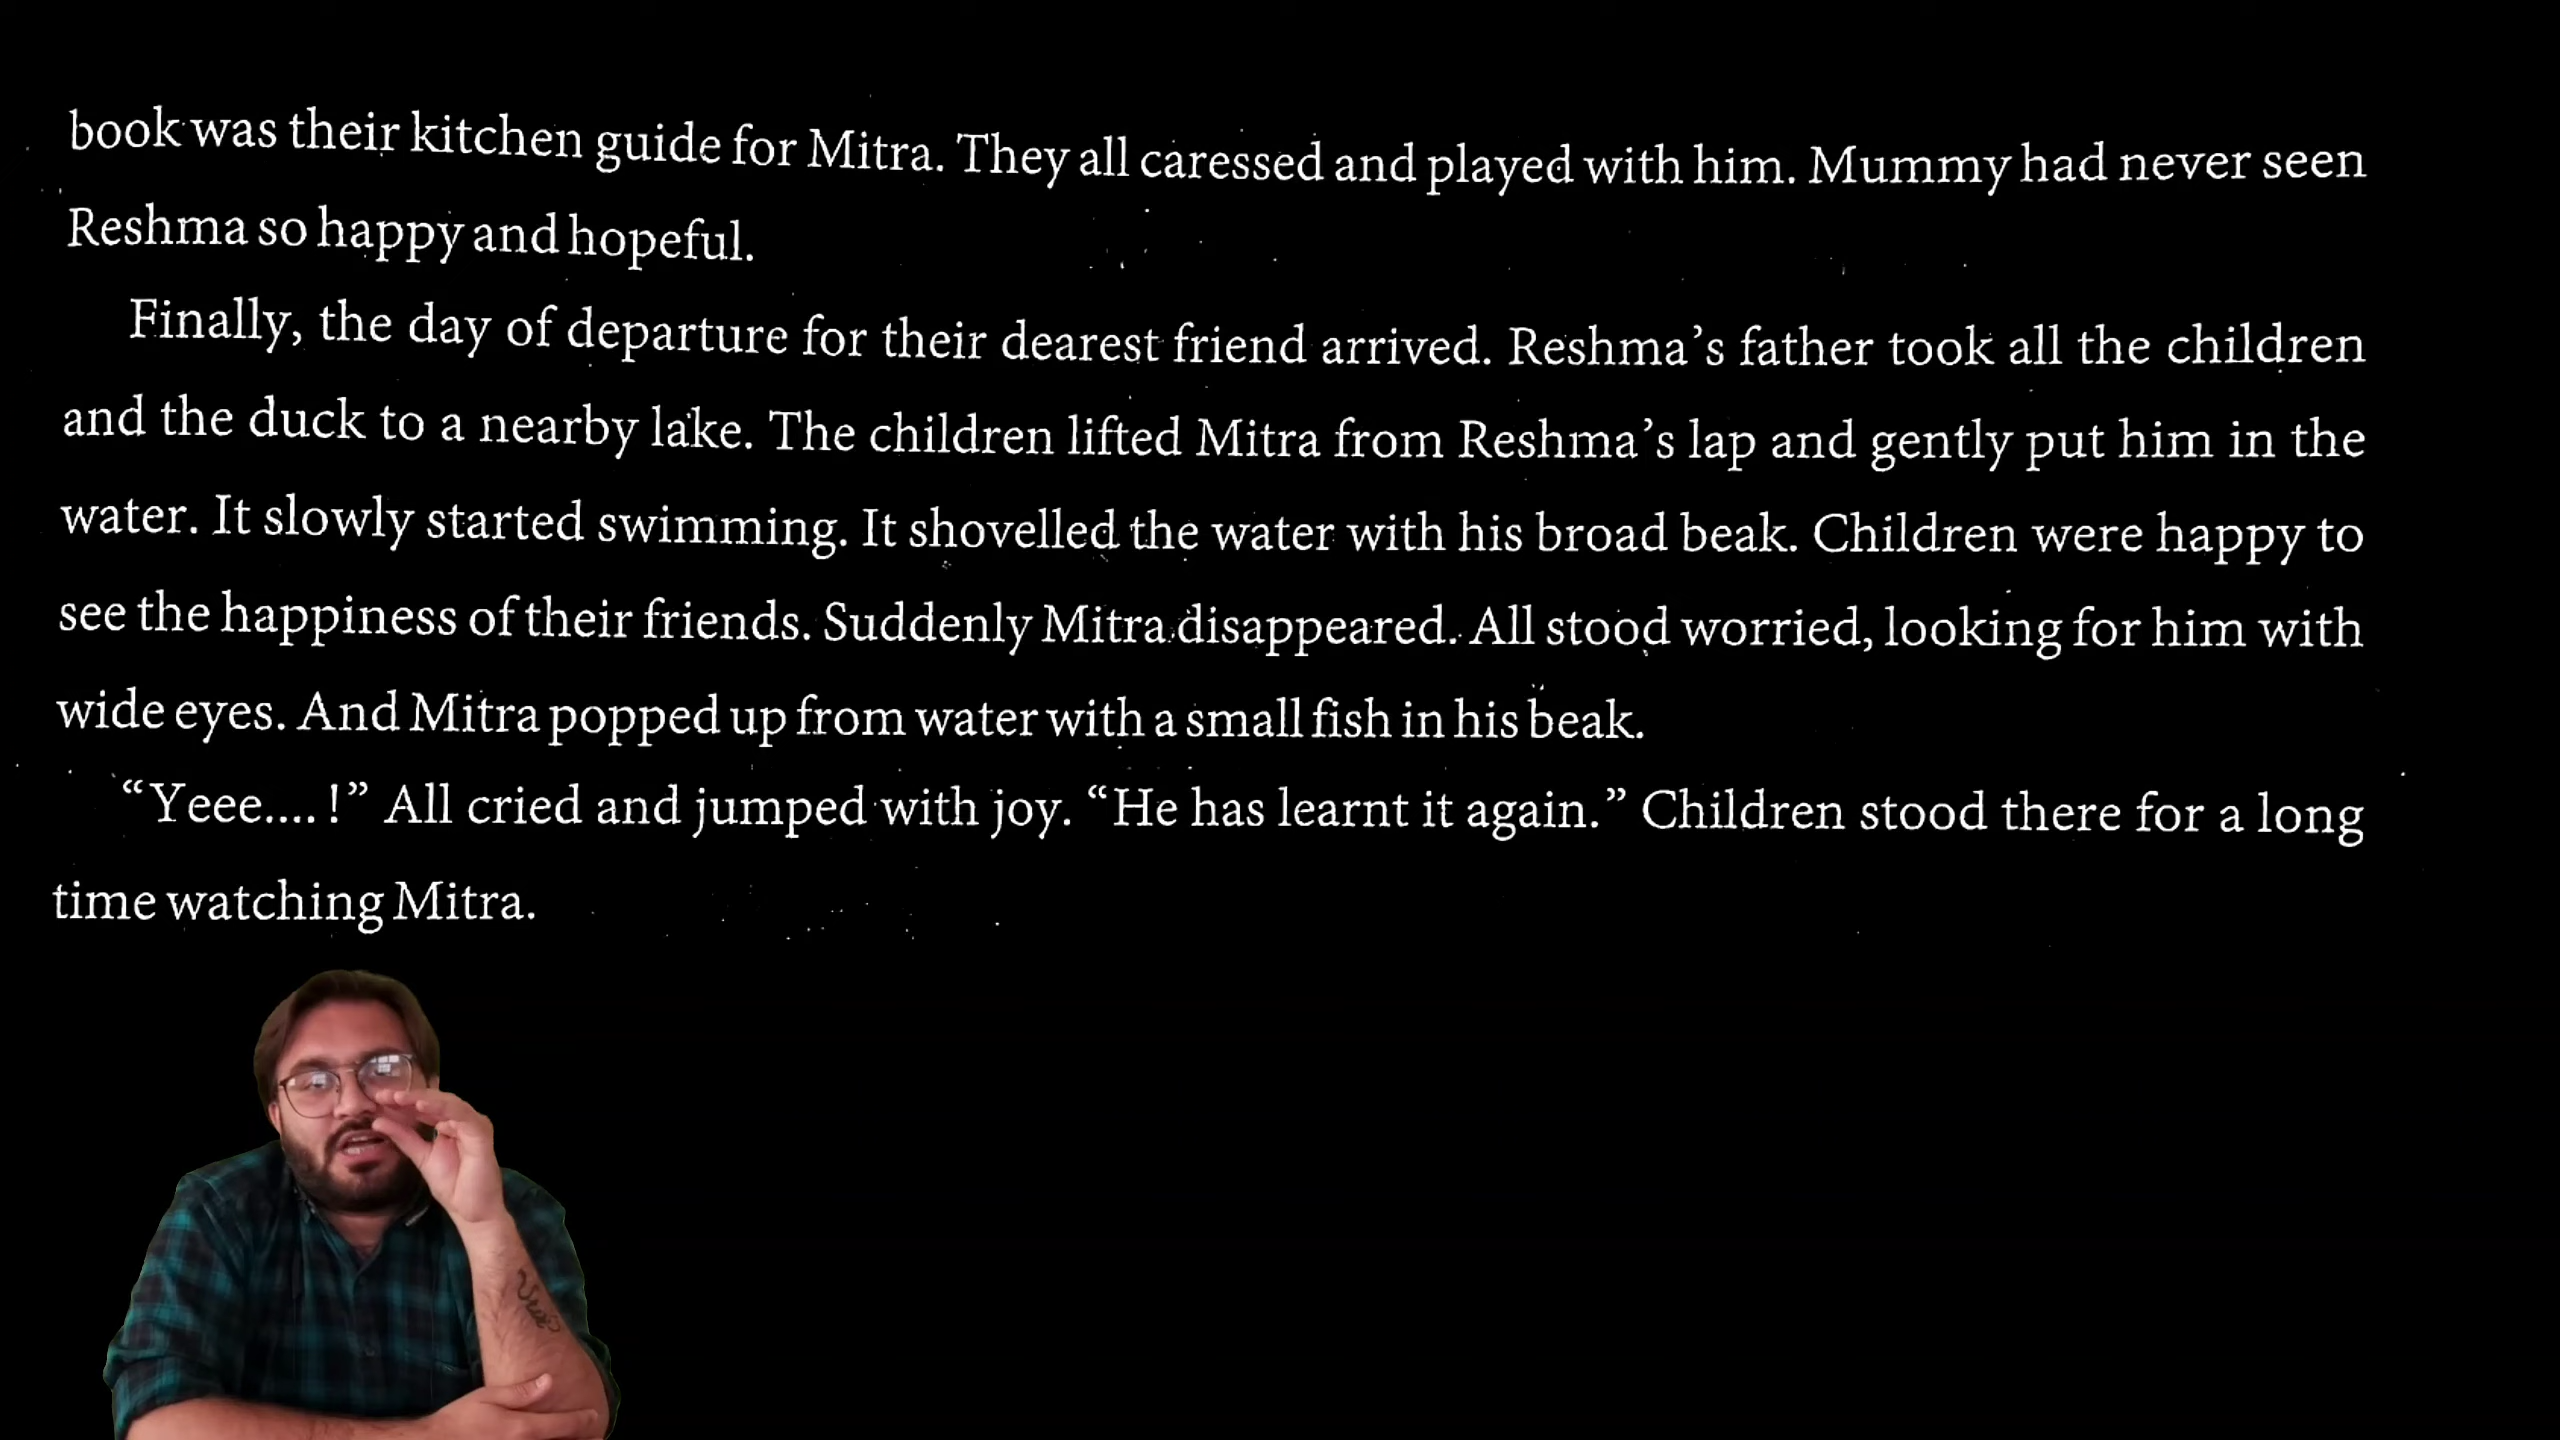 book was their kitchen guide for Mitra. They all caressed and played with him. Mummy had never seen
Reshma so happy and hopeful.
Finally, the day of departure for their dearest friend arrived. Reshma’s father took all the children
and the duck to a nearby lake. The children lifted Mitra from Reshma’s lap and gently put him in the
water. It slowly started swimming. It shovelled the water with his broad beak. Children were happy to
see the happiness of their friends. Suddenly Mitra disappeared. All stood worried, looking for him with
wide eyes. And Mitra popped up from water with a small fish in his beak.
“Yeee....!” All cried and jumped with joy. “He has learnt it again.” Children stood there for a long
time watching Mitra.